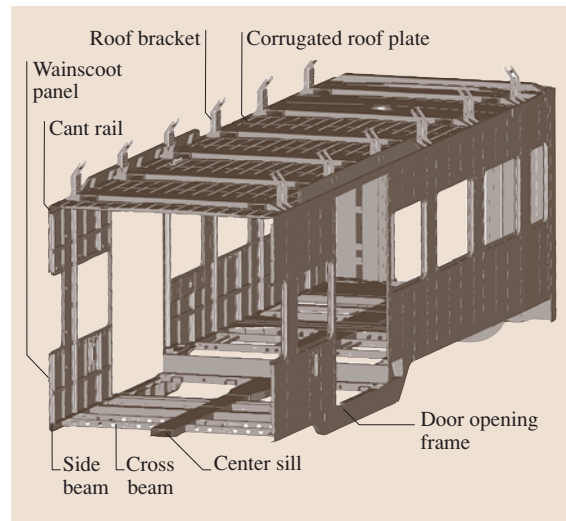 Roof bracket
Corrugated roof plate
Wainscoot
panel
Cant rail
Door opening
frame
Side
beam
Cross
beam
Center sill